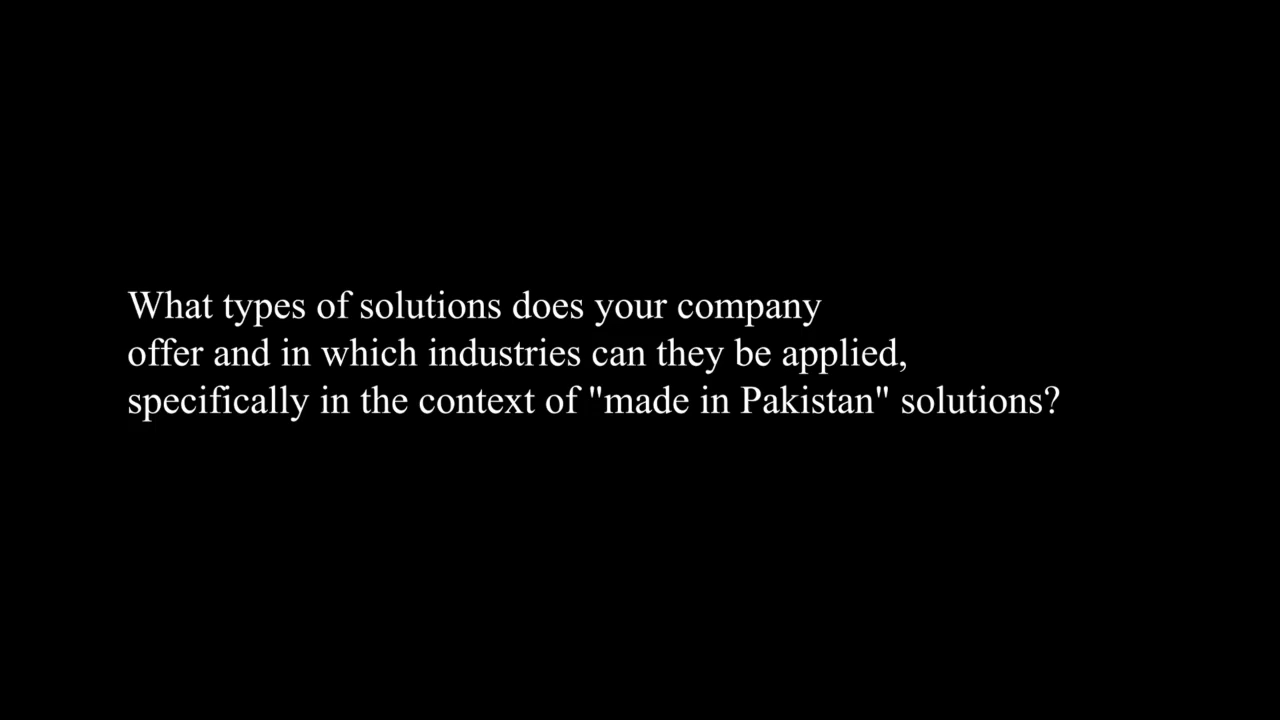 What types of solutions does your company
offer and in which industries can they be applied,
specifically in the context of "made in Pakistan" solutions?